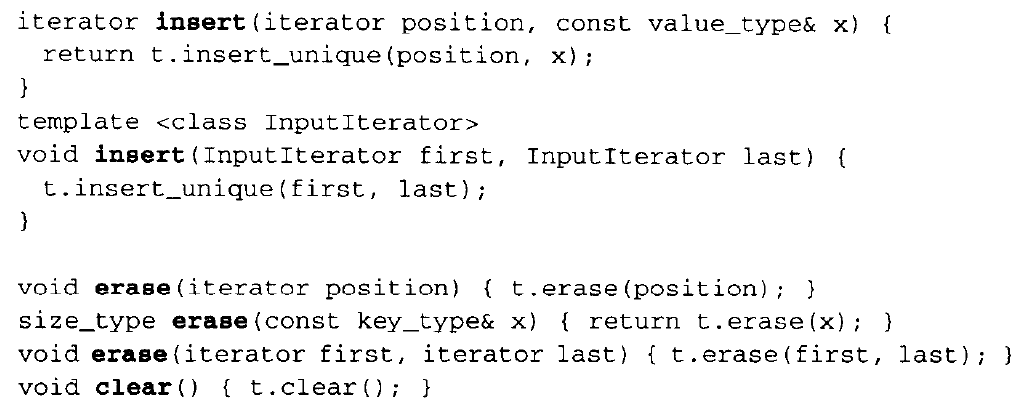 iterator insert(iterator position, const value_type& x) {
  return t.insert_unique(position, x);
}
template <class InputIterator>
void insert(InputIterator first, InputIterator last) {
  t.insert_unique(first, last);
}

void erase(iterator position) { t.erase(position); }
size_type erase(const key_type& x) { return t.erase(x); }
void erase(iterator first, iterator last) { t.erase(first, last); }
void clear() { t.clear(); }